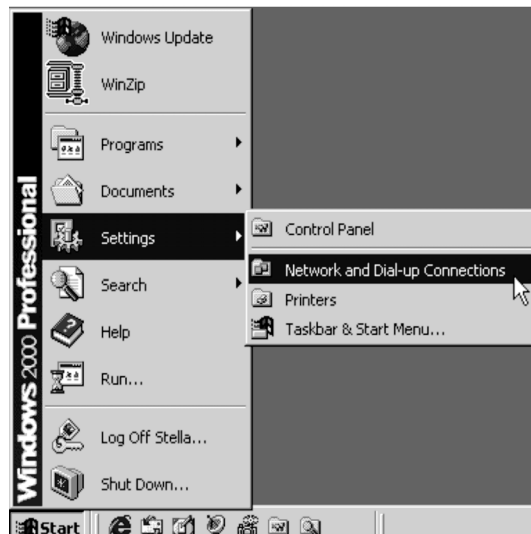 Windows Update
WinZip
Programs
Documents
Settings
Search
Help
Run...
Log Off Stella...
Shut Down...
Control Panel
Network and Dial-up Connections
Printers
Taskbar & Start Menu...
Windows 2000 Professional
Start